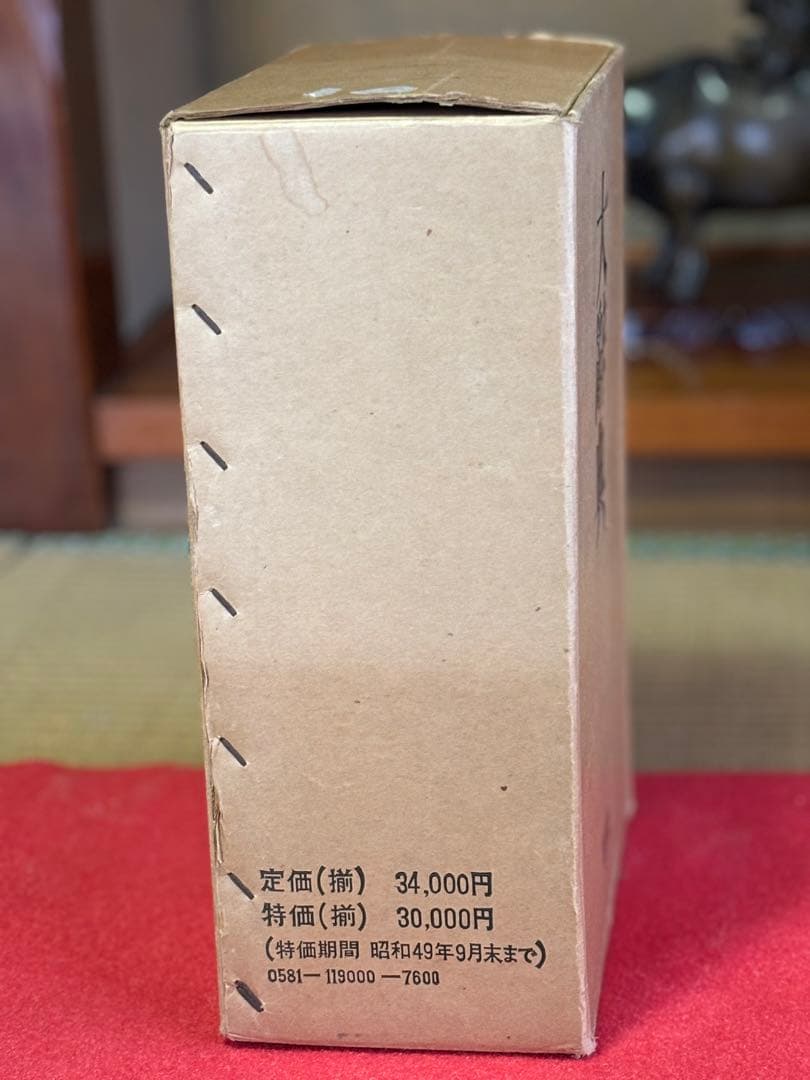 定価(揃) 34,000円
特価(揃) 30,000円
(特価期間 昭和49年9月末まで)
0581—119000—7600